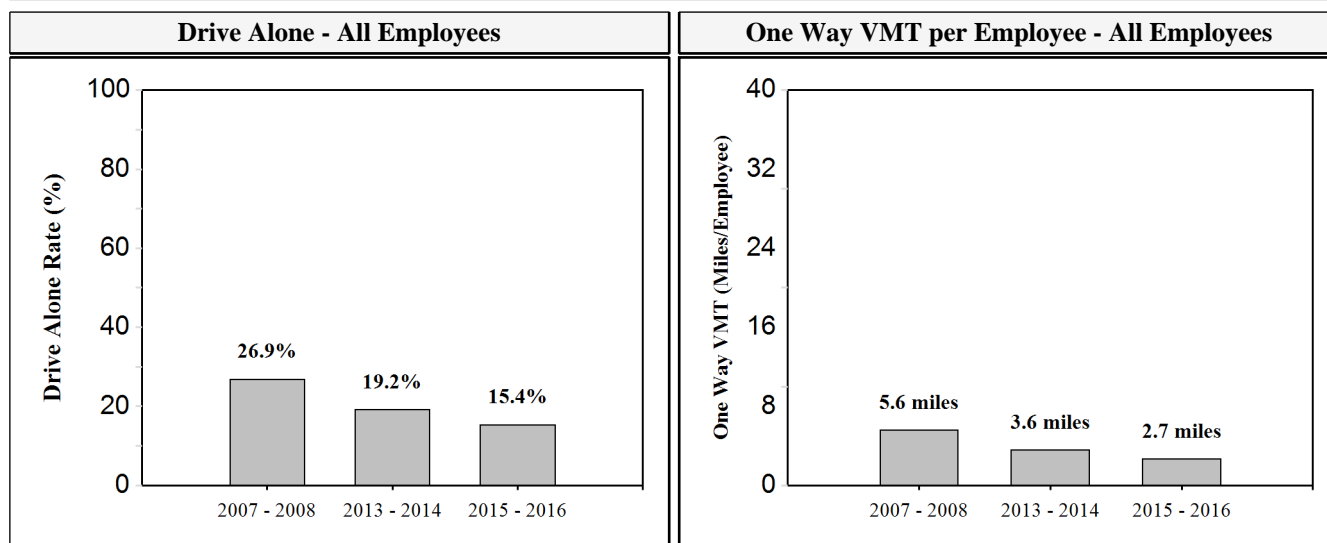 Drive Alone - All Employees
One Way VMT per Employee - All Employees
Drive Alone Rate (%)
100
80
60
40
20
0
26.9%
19.2%
15.4%
2007 - 2008
2013 - 2014
2015 - 2016
One Way VMT (Miles/Employee)
40
32
24
16
8
0
5.6 miles
3.6 miles
2.7 miles
2007 - 2008
2013 - 2014
2015 - 2016